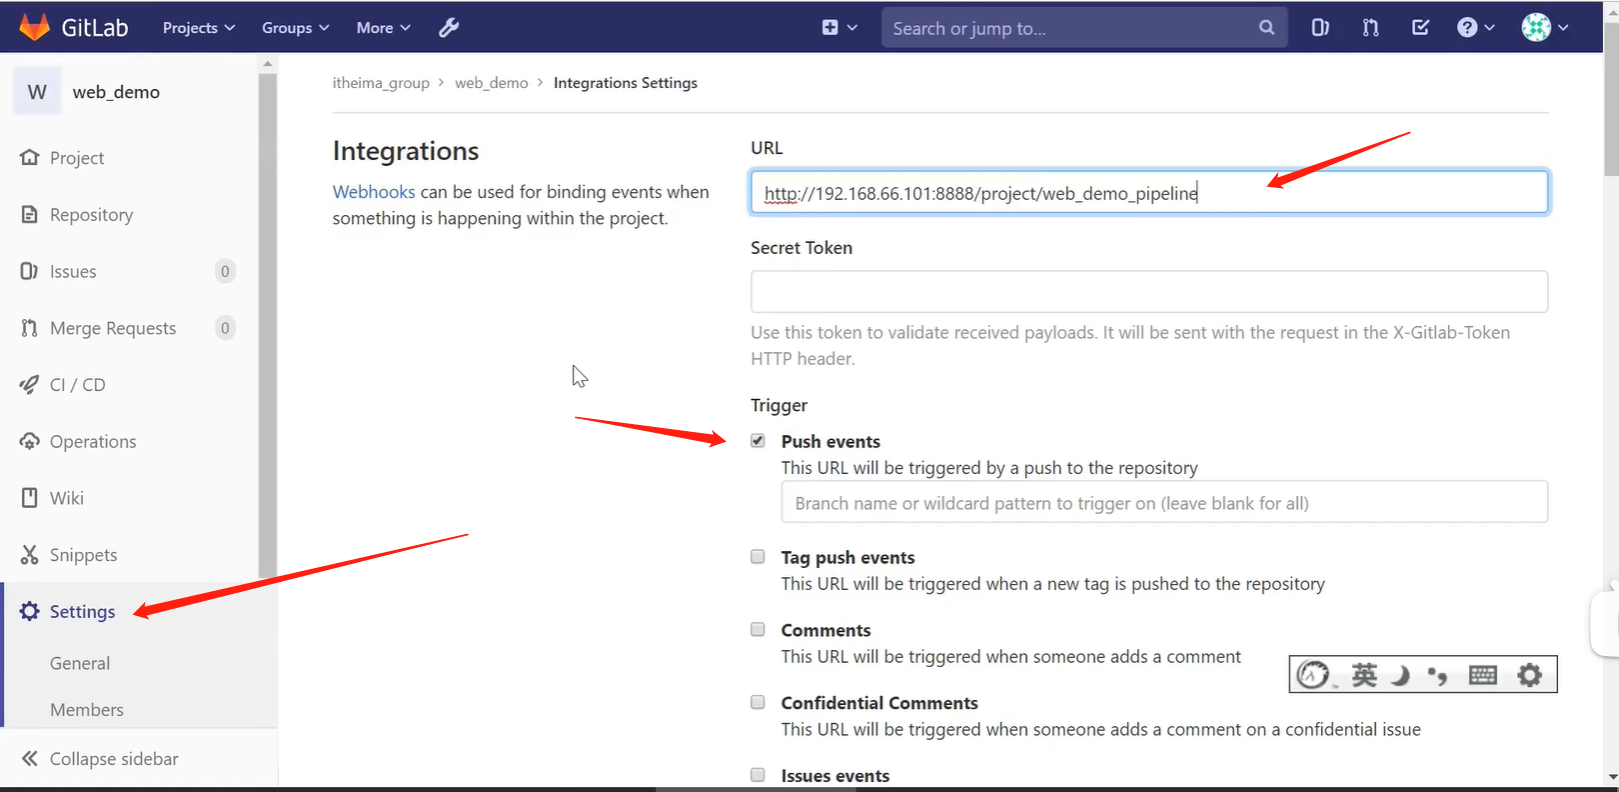 GitLab Projects Groups More Search or jump to...
W web_demo
Project
Repository
Issues 0
Merge Requests 0
CI / CD
Operations
Wiki
Snippets
Settings
General
Members
Collapse sidebar
itheima_group > web_demo > Integrations Settings
Integrations
Webhooks can be used for binding events when
something is happening within the project.
URL
http://192.168.66.101:8888/project/web_demo_pipeline
Secret Token
Use this token to validate received payloads. It will be sent with the request in the X-Gitlab-Token
HTTP header.
Trigger
Push events
This URL will be triggered by a push to the repository
Branch name or wildcard pattern to trigger on (leave blank for all)
Tag push events
This URL will be triggered when a new tag is pushed to the repository
Comments
This URL will be triggered when someone adds a comment
英
Confidential Comments
This URL will be triggered when someone adds a comment on a confidential issue
Issues events